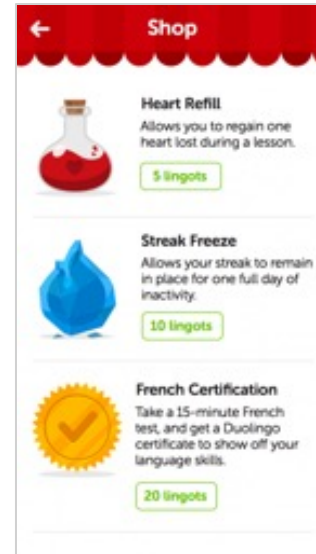 Shop
Heart Refill
Allows you to regain one
heart lost during a lesson.
5 lingots
Streak Freeze
Allows your streak to remain
in place for one full day of
inactivity.
10 lingots
French Certification
Take a 15-minute French
test, and get a Duolingo
certificate to show off your
language skills.
20 lingots